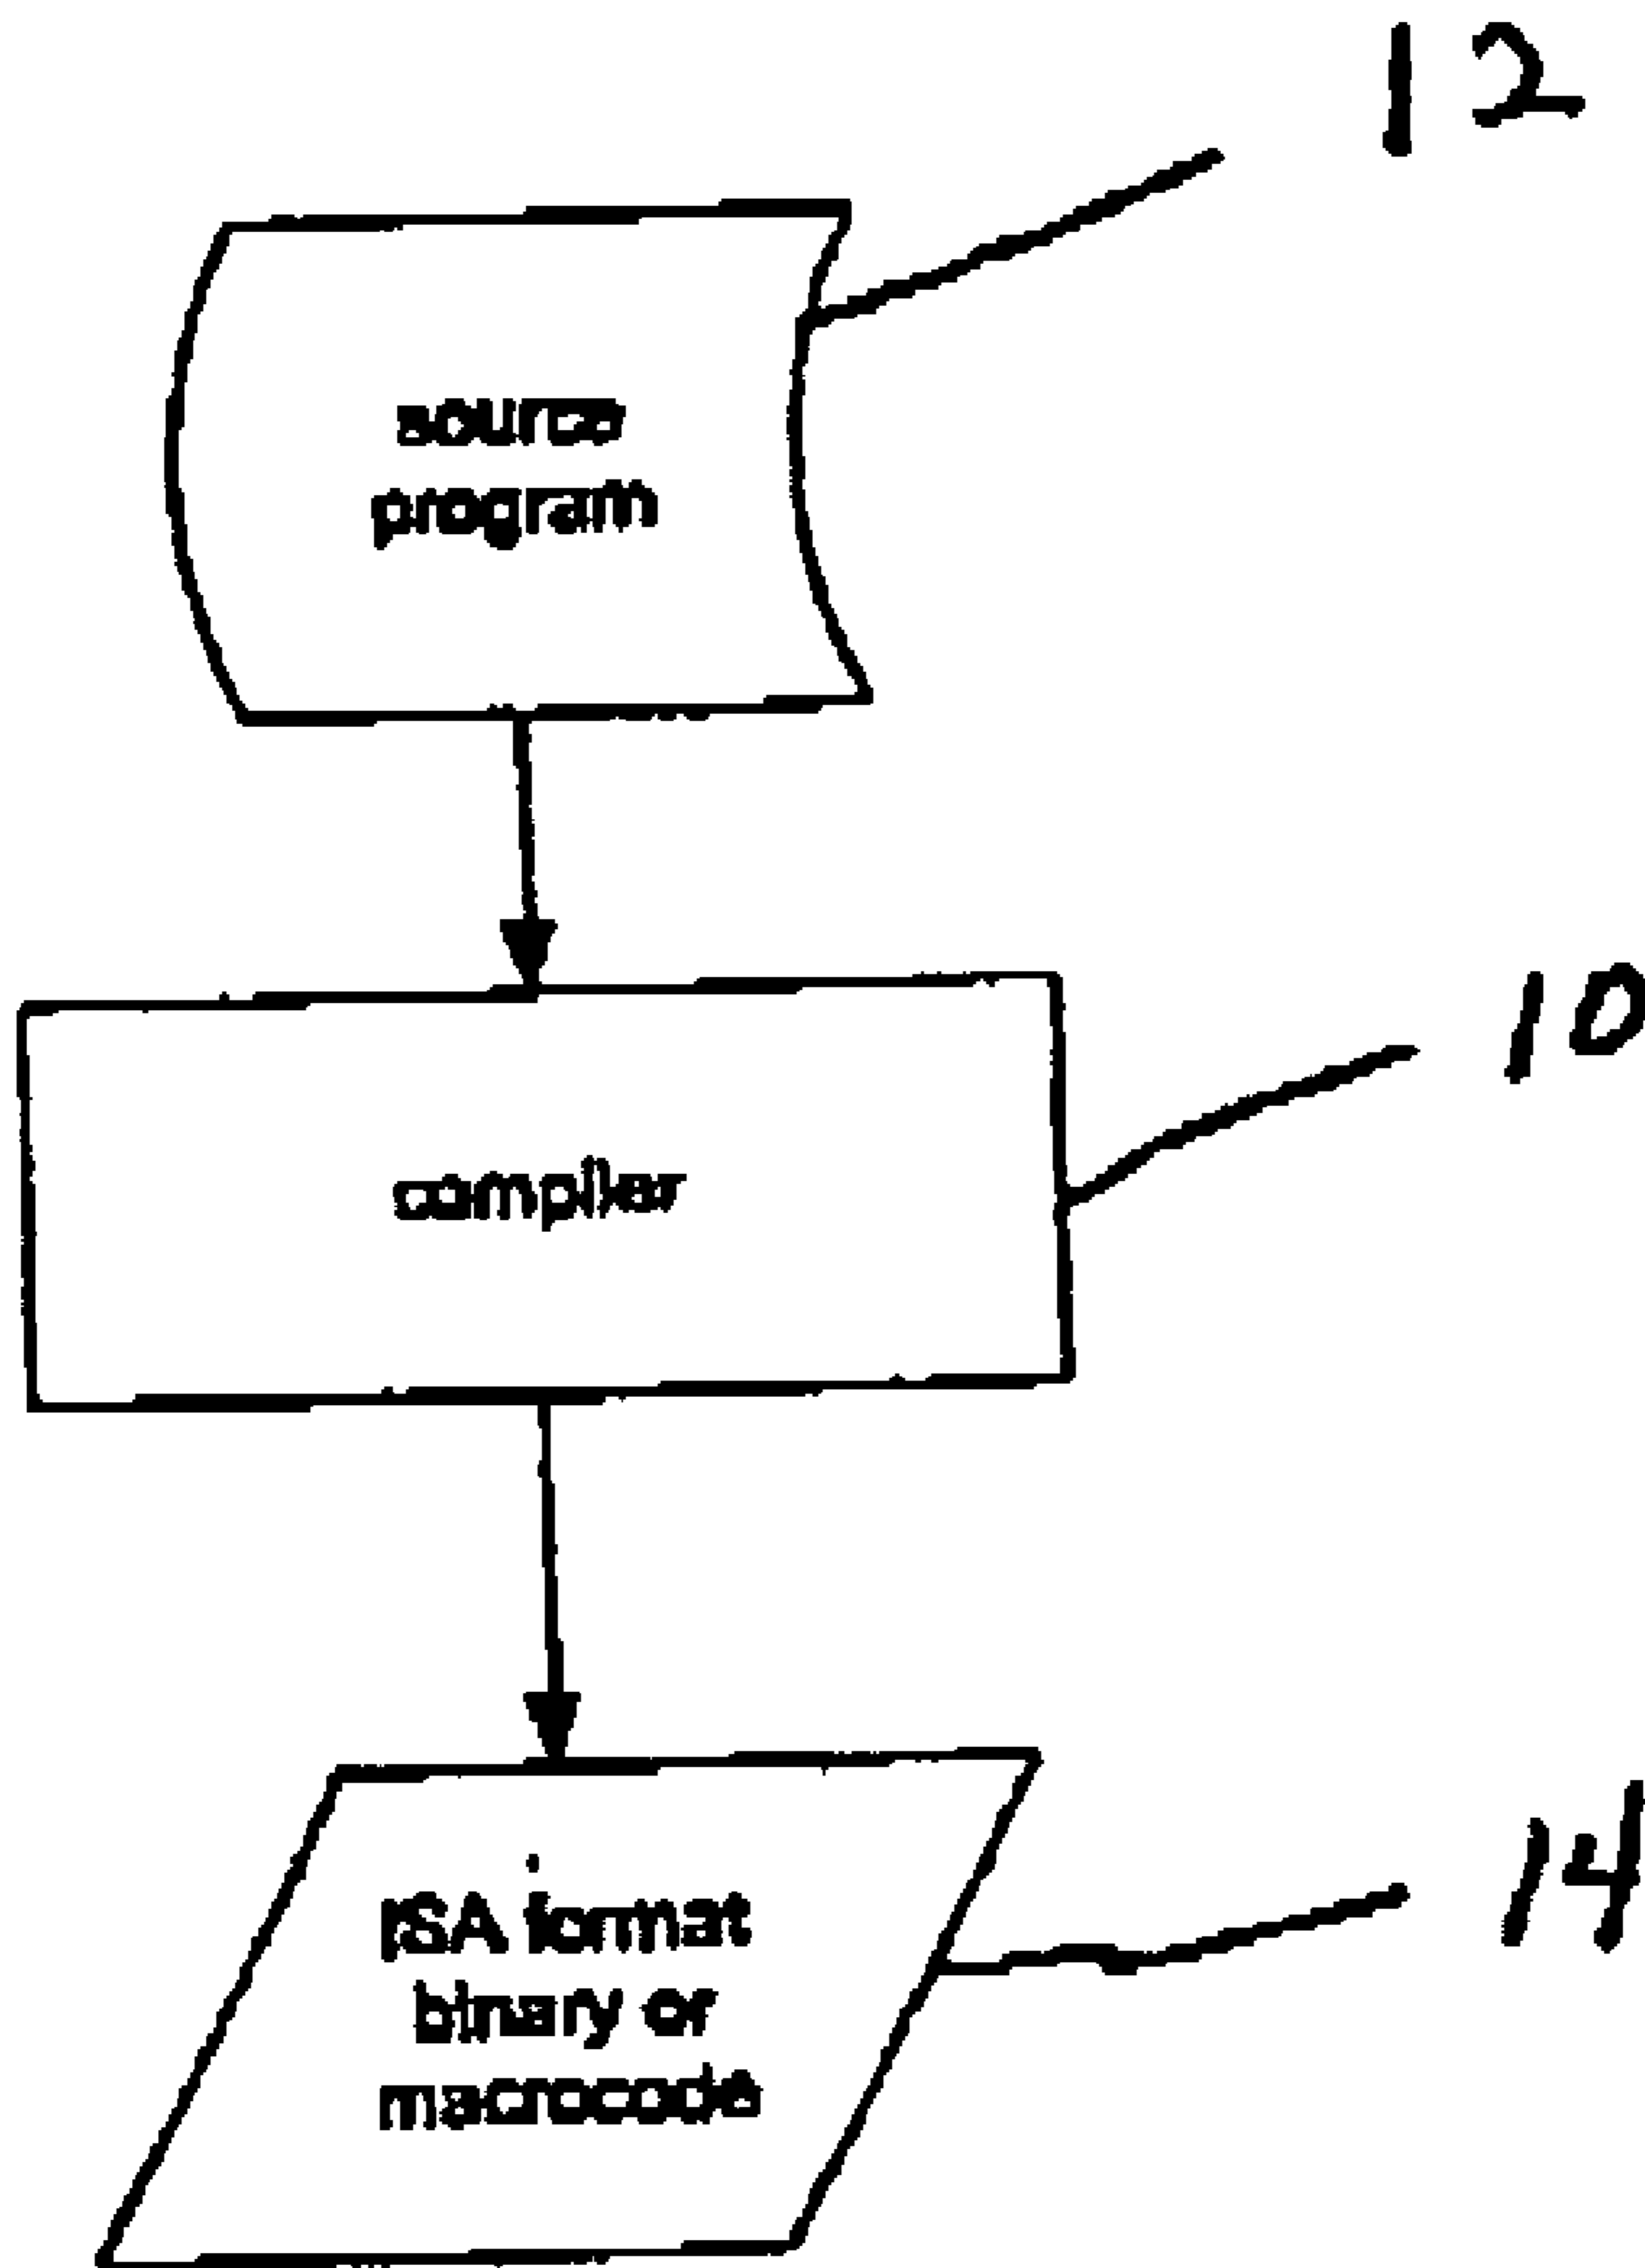 12
source
program
10
compiler
14
ISA format
binary or
macrocode